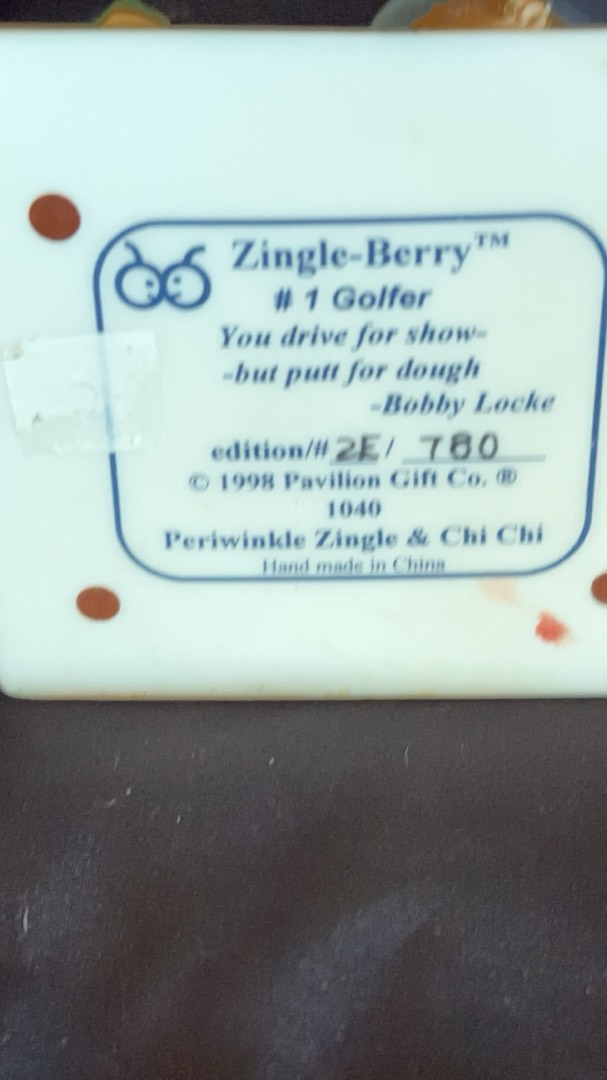 Zingle-Berry™
# 1 Golfer
You drive for show-
-but putt for dough
-Bobby Locke
edition/# 2E / 780
© 1998 Pavilion Gift Co. ®
1040
Periwinkle Zingle & Chi Chi
Hand made in China